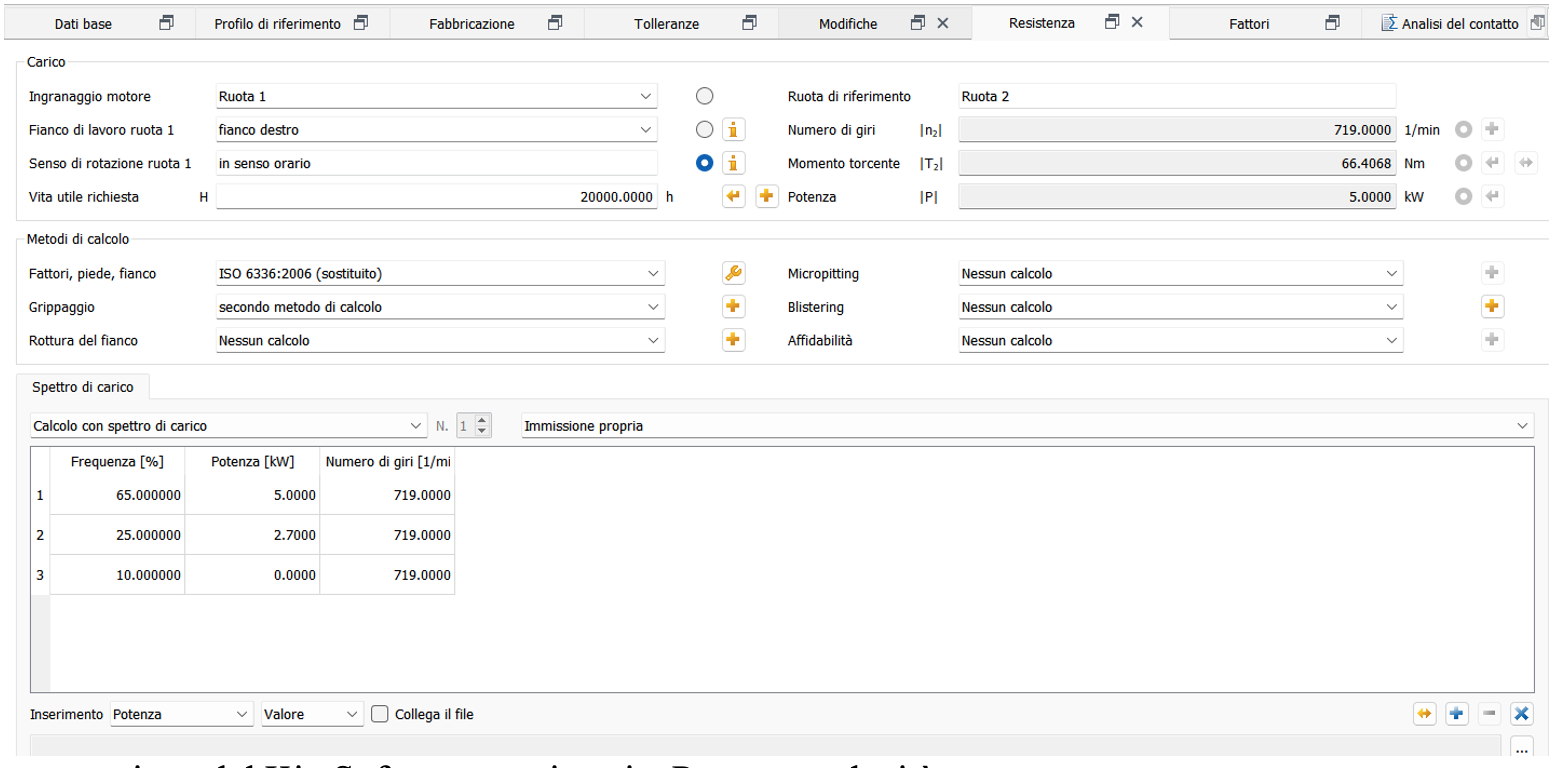 Dati base Profilo di riferimento Fabbricazione Tolleranze Modifiche Resistenza Fattori Analisi del contatto
Carico
Ingranaggio motore Ruota 1 Ruota di riferimento Ruota 2
Fianco di lavoro ruota 1 fianco destro Numero di giri |n₂| 719.0000 1/min
Senso di rotazione ruota 1 in senso orario Momento torcente |T₂| 66.4068 Nm
Vita utile richiesta H 20000.0000 h Potenza |P| 5.0000 kW
Metodi di calcolo
Fattori, piede, fianco ISO 6336:2006 (sostituito) Micropitting Nessun calcolo
Grippaggio secondo metodo di calcolo Blistering Nessun calcolo
Rottura del fianco Nessun calcolo Affidabilità Nessun calcolo
Spettro di carico
Calcolo con spettro di carico N. 1 Immissione propria
Frequenza [%] Potenza [kW] Numero di giri [1/mi
1 65.000000 5.0000 719.0000
2 25.000000 2.7000 719.0000
3 10.000000 0.0000 719.0000
Inserimento Potenza Valore Collega il file
...